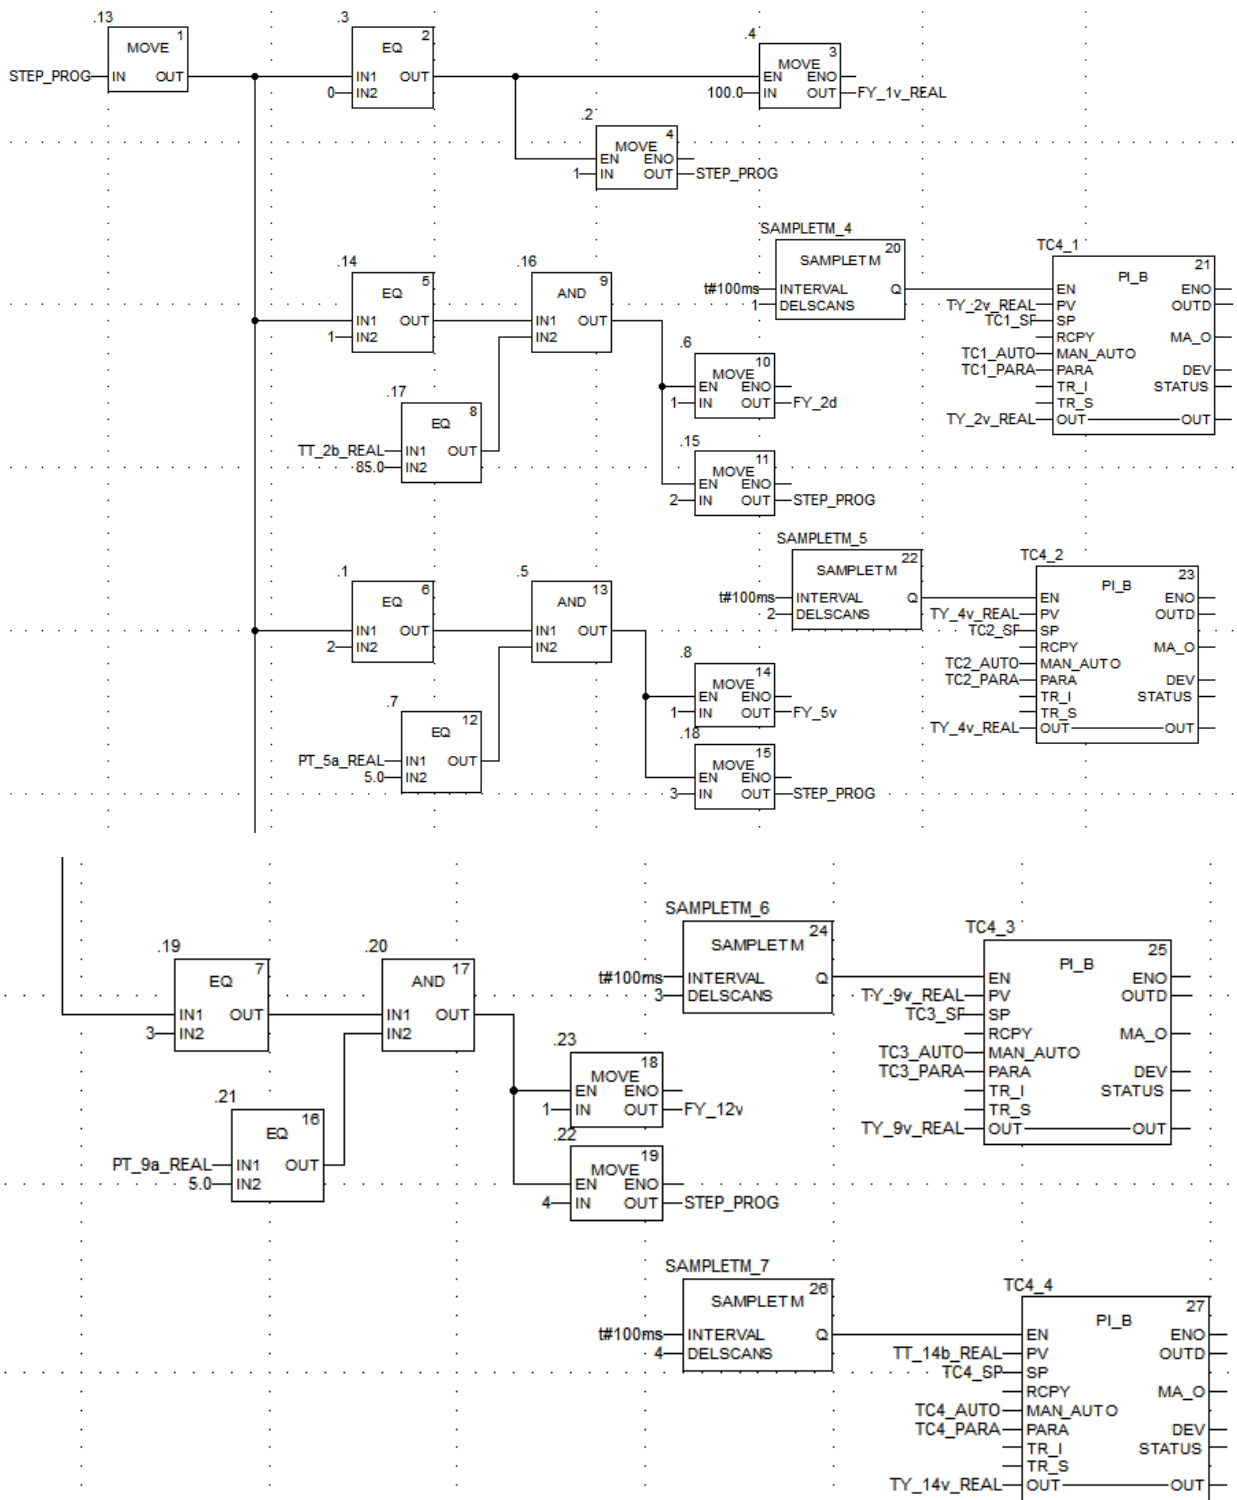 .13
.3
.4
MOVE 1
EQ 2
MOVE 3
STEP_PROG IN OUT
IN1 OUT
0 IN2
EN ENO
100.0 IN OUT FY_1v_REAL
.2
MOVE 4
EN ENO
1 IN OUT STEP_PROG
SAMPLETM_4
SAMPLETM 20
t#100ms INTERVAL Q
1 DELSCANS
TC4_1
PI_B 21
EN ENO
TY_2v_REAL PV OUTD
TC1_SP SP
RCPY MA_O
TC1_AUTO MAN_AUTO
TC1_PARA PARA DEV
TR_I STATUS
TR_S
TY_2v_REAL OUT OUT
.14
EQ 5
IN1 OUT
1 IN2
.16
AND 9
IN1 OUT
IN2
.6
MOVE 10
EN ENO
1 IN OUT FY_2d
.17
EQ 8
TT_2b_REAL IN1 OUT
85.0 IN2
.15
MOVE 11
EN ENO
2 IN OUT STEP_PROG
SAMPLETM_5
SAMPLETM 22
t#100ms INTERVAL Q
2 DELSCANS
TC4_2
PI_B 23
EN ENO
TY_4v_REAL PV OUTD
TC2_SP SP
RCPY MA_O
TC2_AUTO MAN_AUTO
TC2_PARA PARA DEV
TR_I STATUS
TR_S
TY_4v_REAL OUT OUT
.1
EQ 6
IN1 OUT
2 IN2
.5
AND 13
IN1 OUT
IN2
.8
MOVE 14
EN ENO
1 IN OUT FY_5v
.7
EQ 12
PT_5a_REAL IN1 OUT
5.0 IN2
.18
MOVE 15
EN ENO
3 IN OUT STEP_PROG
SAMPLETM_6
SAMPLETM 24
t#100ms INTERVAL Q
3 DELSCANS
TC4_3
PI_B 25
EN ENO
TY_9v_REAL PV OUTD
TC3_SP SP
RCPY MA_O
TC3_AUTO MAN_AUTO
TC3_PARA PARA DEV
TR_I STATUS
TR_S
TY_9v_REAL OUT OUT
.19
EQ 7
IN1 OUT
3 IN2
.20
AND 17
IN1 OUT
IN2
.23
MOVE 18
EN ENO
1 IN OUT FY_12v
.21
EQ 16
PT_9a_REAL IN1 OUT
5.0 IN2
.22
MOVE 19
EN ENO
4 IN OUT STEP_PROG
SAMPLETM_7
SAMPLETM 26
t#100ms INTERVAL Q
4 DELSCANS
TC4_4
PI_B 27
EN ENO
TT_14b_REAL PV OUTD
TC4_SP SP
RCPY MA_O
TC4_AUTO MAN_AUTO
TC4_PARA PARA DEV
TR_I STATUS
TR_S
TY_14v_REAL OUT OUT